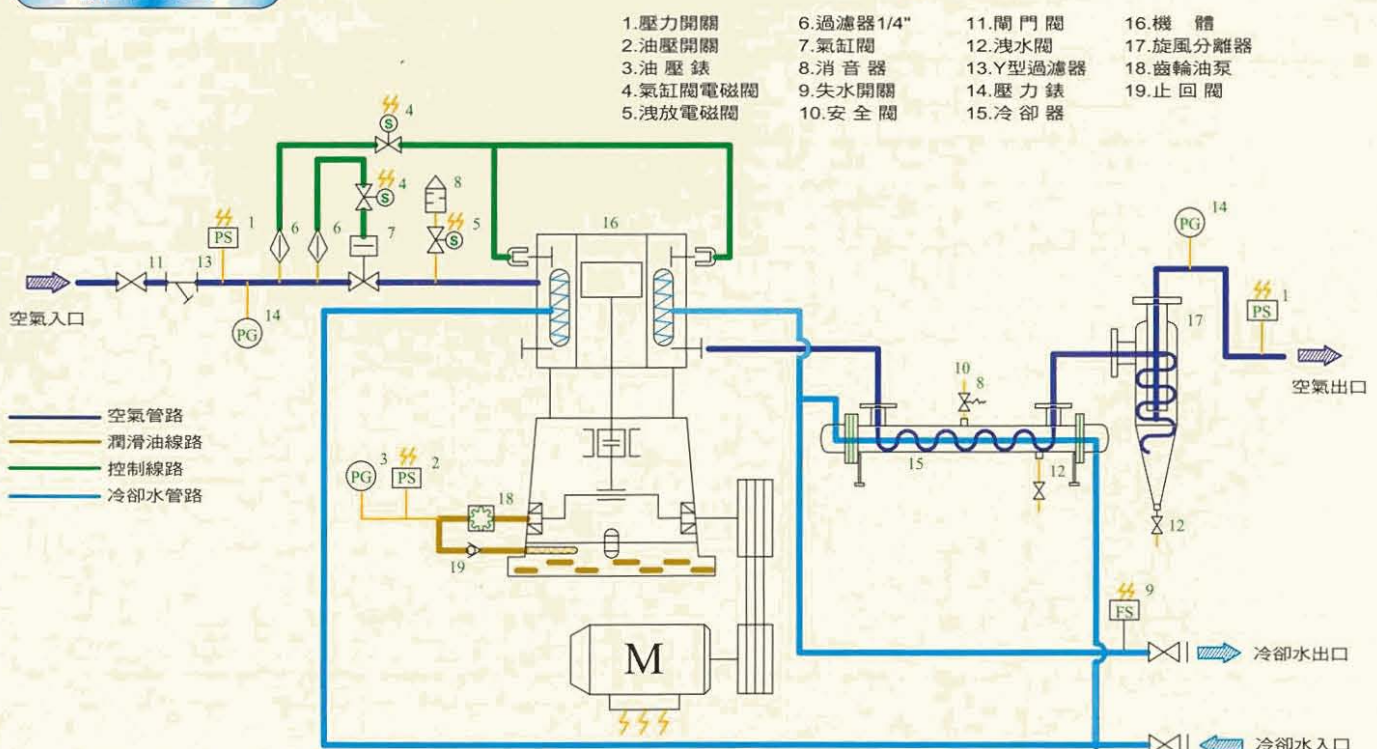 1.壓力開關
2.油壓開關
3.油 壓 錶
4.氣缸閥電磁閥
5.洩放電磁閥
6.過濾器1/4"
7.氣缸閥
8.消 音 器
9.失水開關
10.安 全 閥
11.閘 門 閥
12.洩水閥
13.Y型過濾器
14.壓 力 錶
15.冷 卻 器
16.機 體
17.旋風分離器
18.齒輪油泵
19.止 回 閥
S 4
S 4
8
S 5
16
PS 1
6
6
7
11
13
空氣入口
PG 14
PG 14
17
PS 1
空氣出口
10
8
15
12
12
空氣管路
潤滑油線路
控制線路
冷卻水管路
PG 3
PS 2
18
19
M
FS 9
冷卻水出口
冷卻水入口